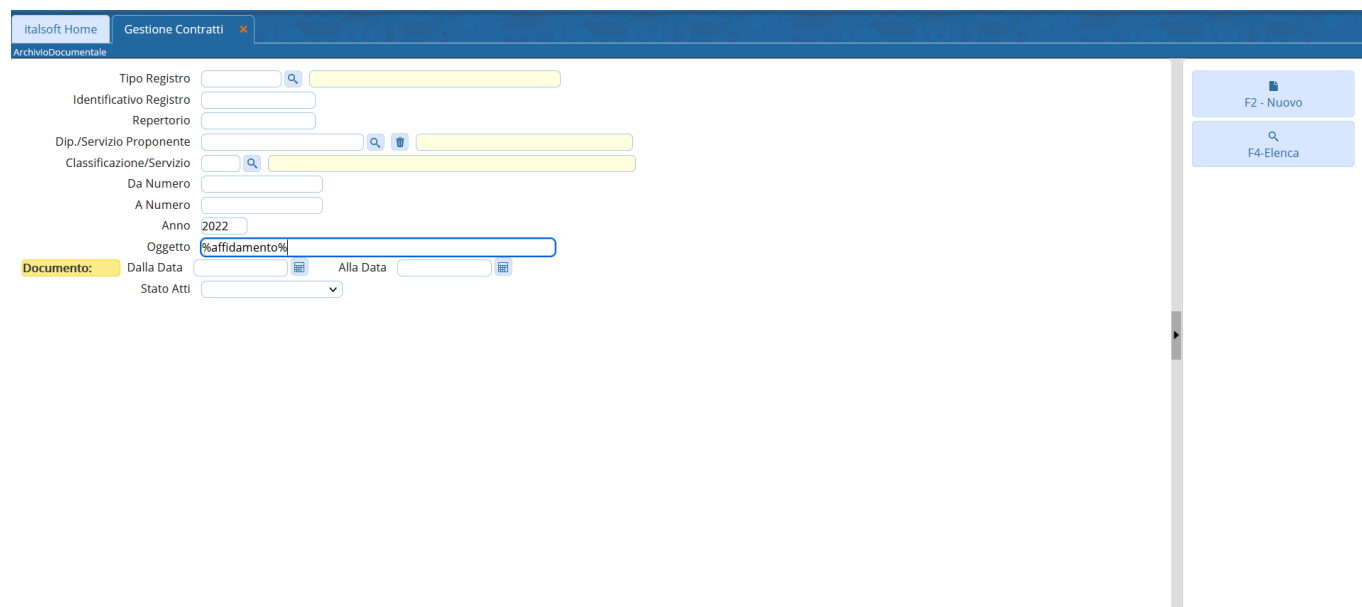 italsoft Home Gestione Contratti ×
ArchivioDocumentale
Tipo Registro
Identificativo Registro
Repertorio
Dip./Servizio Proponente
Classificazione/Servizio
Da Numero
A Numero
Anno 2022
Oggetto %affidamento%
Documento: Dalla Data Alla Data
Stato Atti
F2 - Nuovo
F4-Elenca